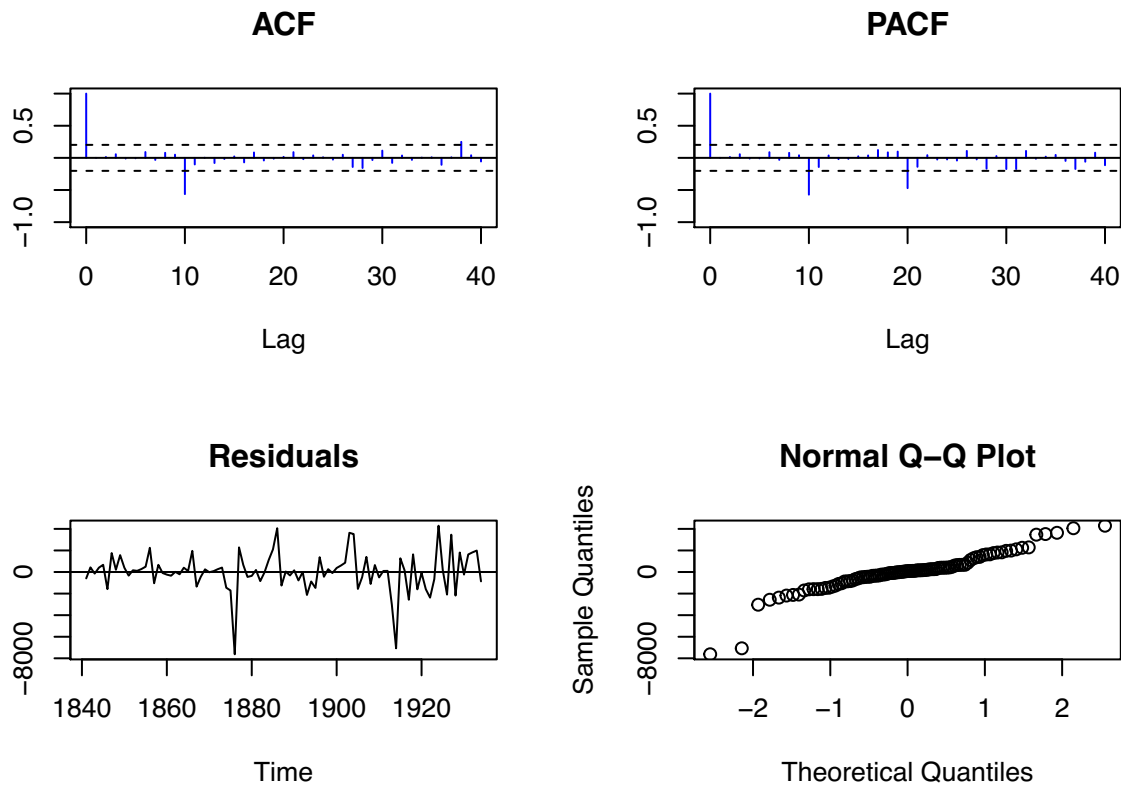 ACF
0.5
−1.0
0 10 20 30 40
Lag
PACF
0.5
−1.0
0 10 20 30 40
Lag
Residuals
0
−8000
1840 1860 1880 1900 1920
Time
Normal Q−Q Plot
Sample Quantiles
0
−8000
−2 −1 0 1 2
Theoretical Quantiles